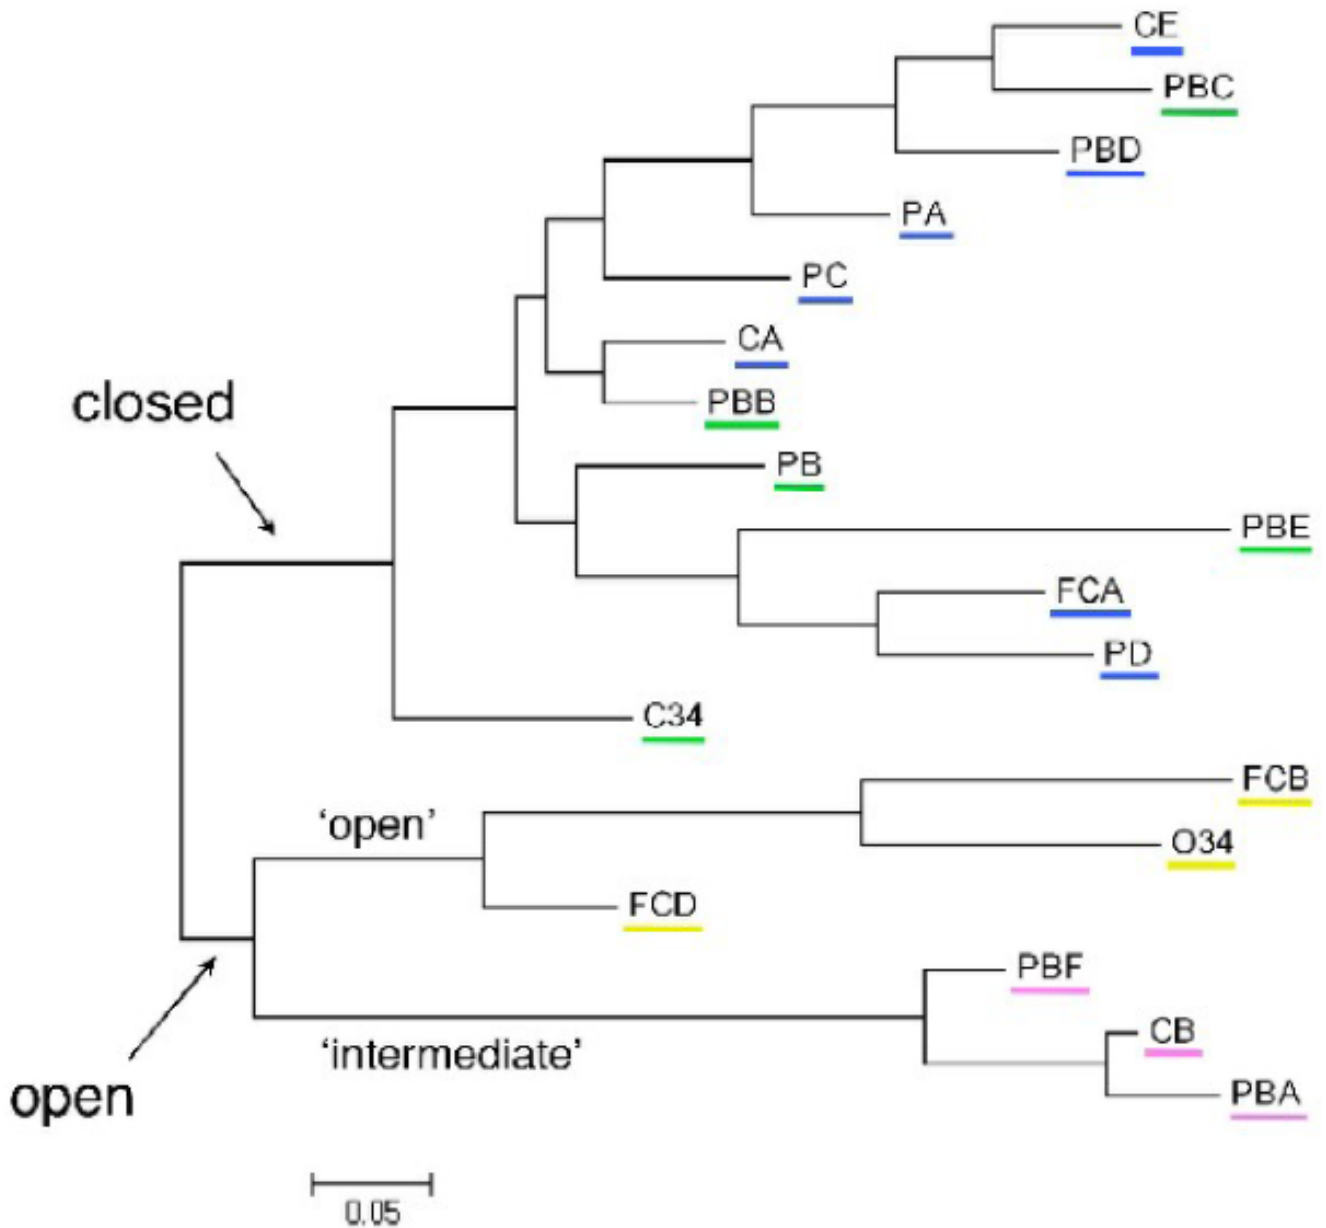 CE
PBC
PBD
PA
PC
CA
PBB
closed
PB
PBE
FCA
PD
C34
FCB
'open'
O34
FCD
PBF
CB
'intermediate'
PBA
open
0.05